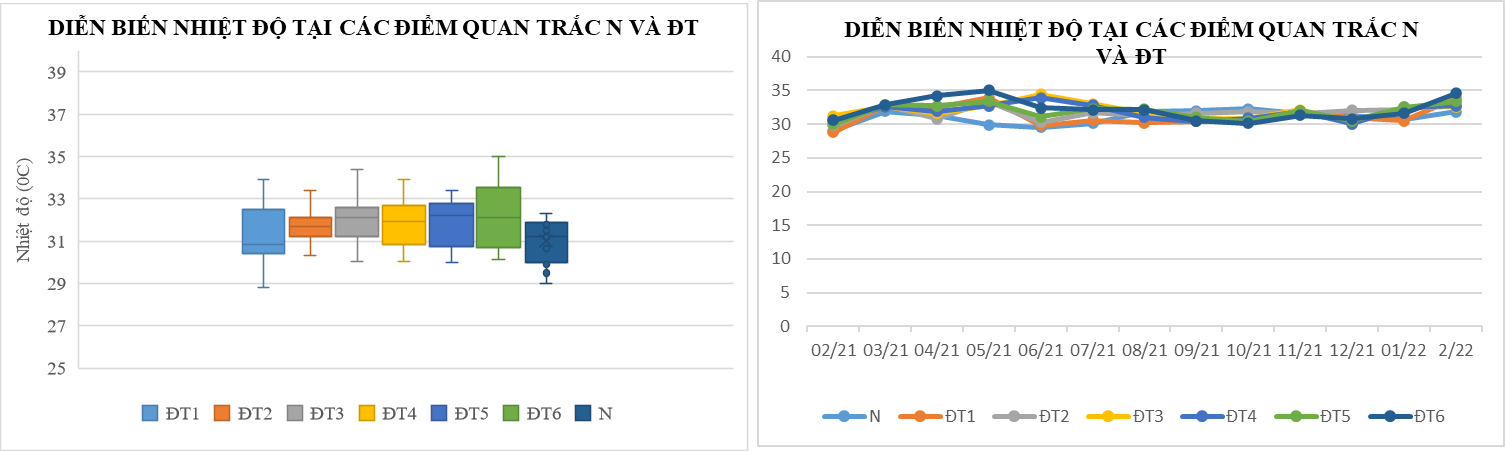 DIỄN BIẾN NHIỆT ĐỘ TẠI CÁC ĐIỂM QUAN TRẮC N VÀ ĐT
39
37
35
33
31
29
27
25
Nhiệt độ (0C)
ĐT1 ĐT2 ĐT3 ĐT4 ĐT5 ĐT6 N
DIỄN BIẾN NHIỆT ĐỘ TẠI CÁC ĐIỂM QUAN TRẮC N
VÀ ĐT
40
35
30
25
20
15
10
5
0
02/21 03/21 04/21 05/21 06/21 07/21 08/21 09/21 10/21 11/21 12/21 01/22 2/22
N ĐT1 ĐT2 ĐT3 ĐT4 ĐT5 ĐT6